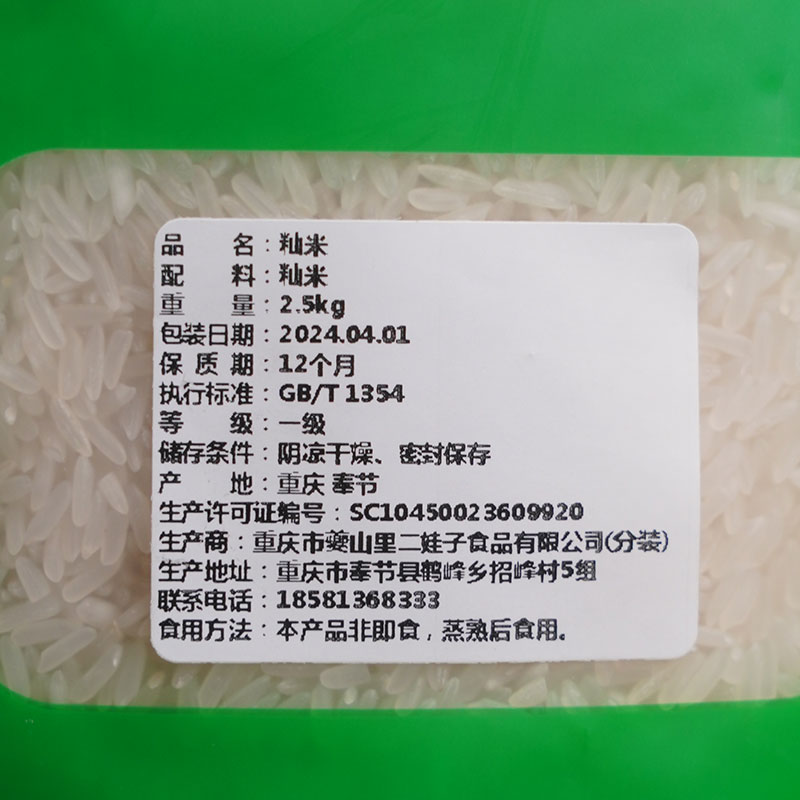 品 名：籼米
配 料：籼米
重 量：2.5kg
包装日期：2024.04.01
保 质 期：12个月
执行标准：GB/T 1354
等 级：一级
储存条件：阴凉干燥、密封保存
产 地：重庆 奉节
生产许可证编号：SC10450023609920
生产商：重庆市夔山里二娃子食品有限公司(分装)
生产地址：重庆市奉节县鹤峰乡招峰村5组
联系电话：18581368333
食用方法：本产品非即食，蒸熟后食用。